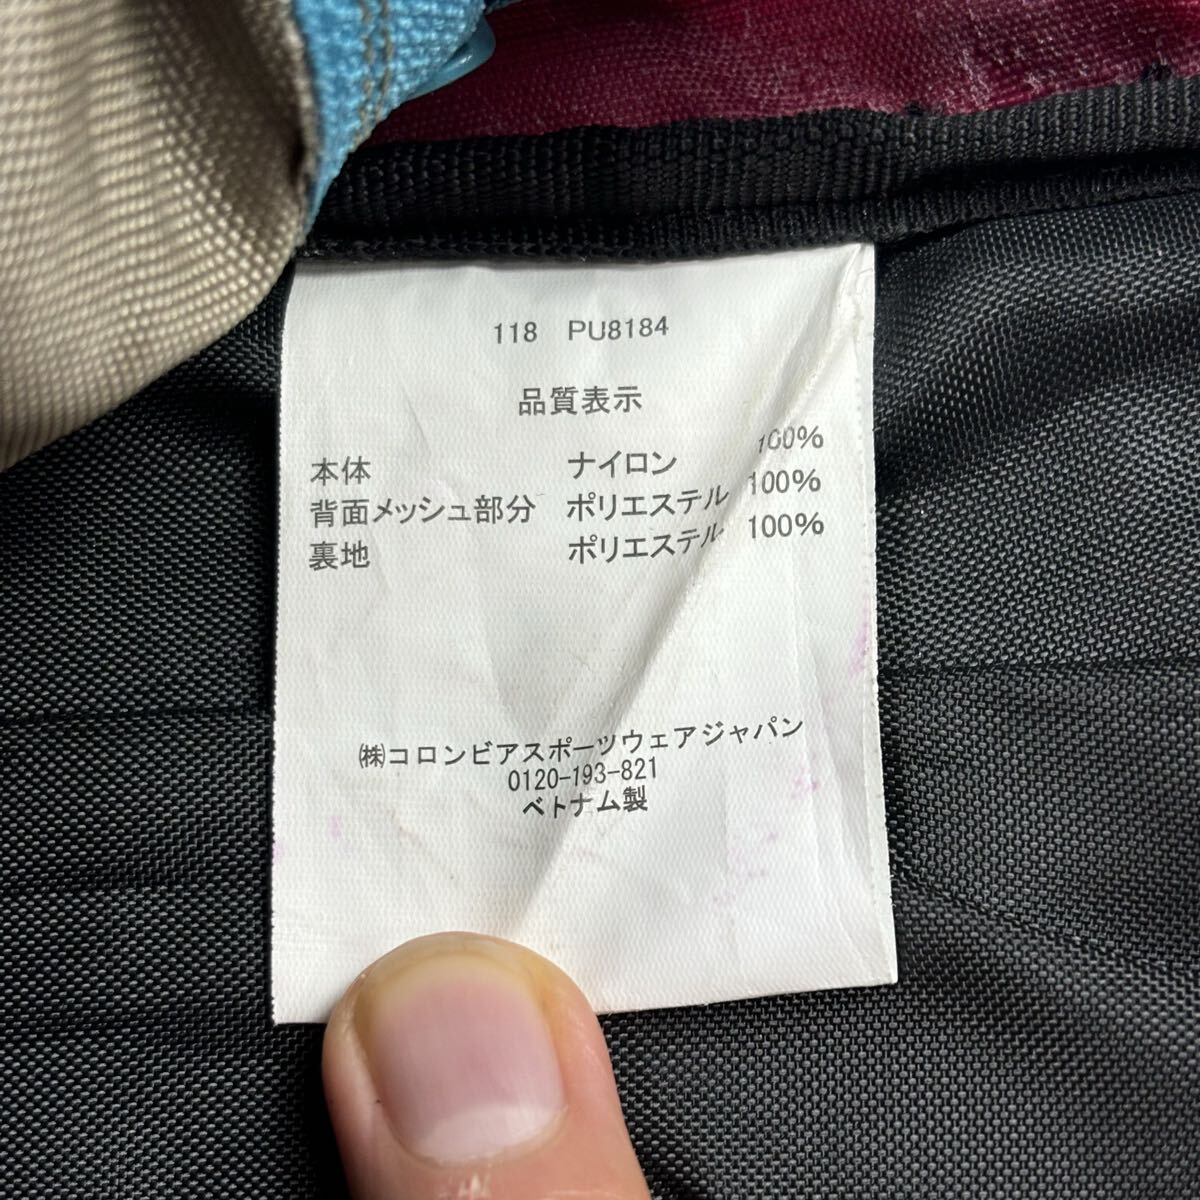 118 PU8184
品質表示
本体 ナイロン 100%
背面メッシュ部分 ポリエステル 100%
裏地 ポリエステル 100%
㈱コロンビアスポーツウェアジャパン
0120-193-821
ベトナム製